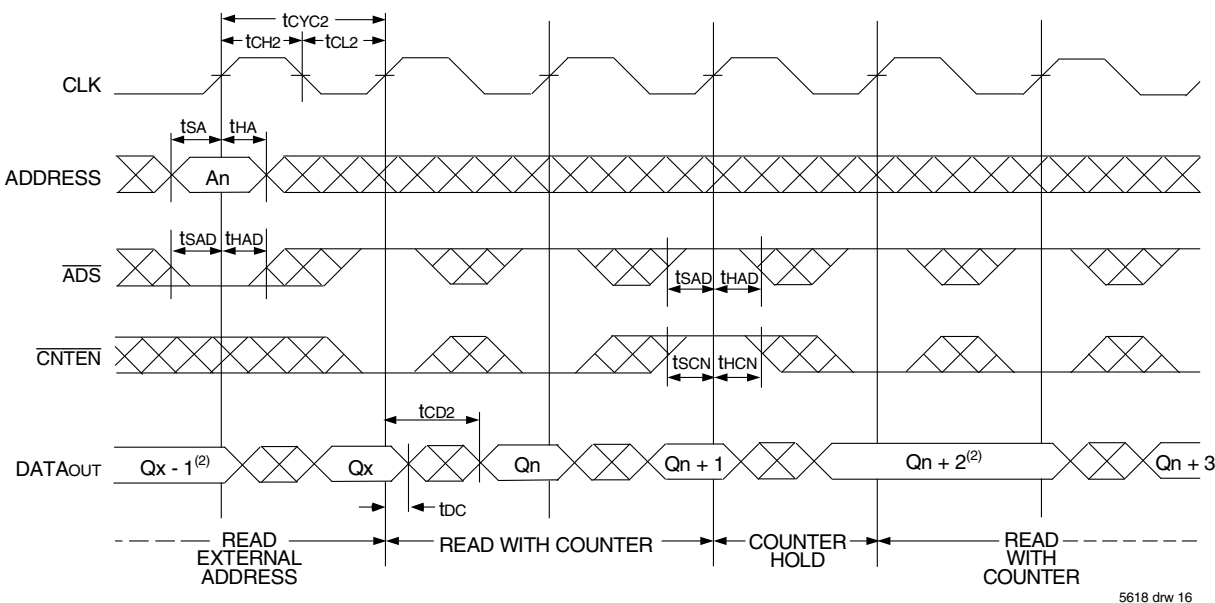 tCYC2
tCH2 tCL2
CLK
tSA tHA
ADDRESS An
tSAD tHAD
ADS
tSAD tHAD
CNTEN
tSCN tHCN
tCD2
DATAOUT Qx - 1(2) Qx Qn Qn + 1 Qn + 2(2) Qn + 3
tDC
READ
EXTERNAL
ADDRESS
READ WITH COUNTER
COUNTER
HOLD
READ
WITH
COUNTER
5618 drw 16